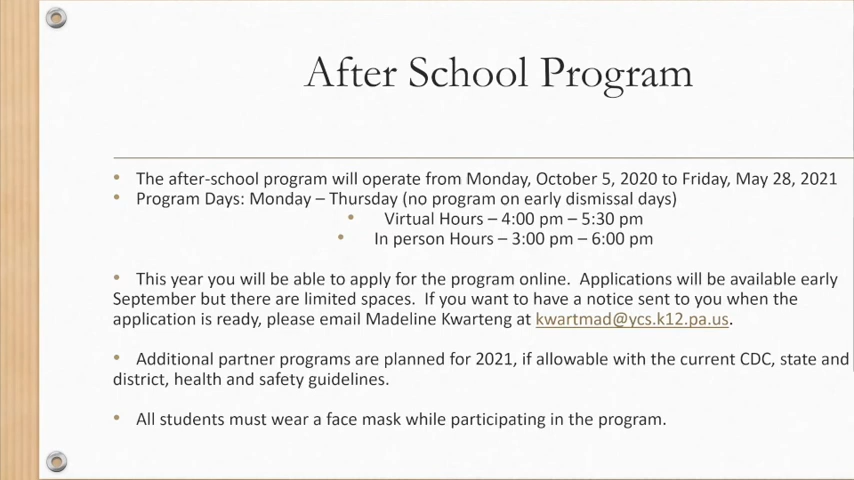 After School Program
• The after-school program will operate from Monday, October 5, 2020 to Friday, May 28, 2021
• Program Days: Monday – Thursday (no program on early dismissal days)
• Virtual Hours – 4:00 pm – 5:30 pm
• In person Hours – 3:00 pm – 6:00 pm
• This year you will be able to apply for the program online.  Applications will be available early
September but there are limited spaces.  If you want to have a notice sent to you when the
application is ready, please email Madeline Kwarteng at kwartmad@ycs.k12.pa.us.
• Additional partner programs are planned for 2021, if allowable with the current CDC, state and
district, health and safety guidelines.
• All students must wear a face mask while participating in the program.